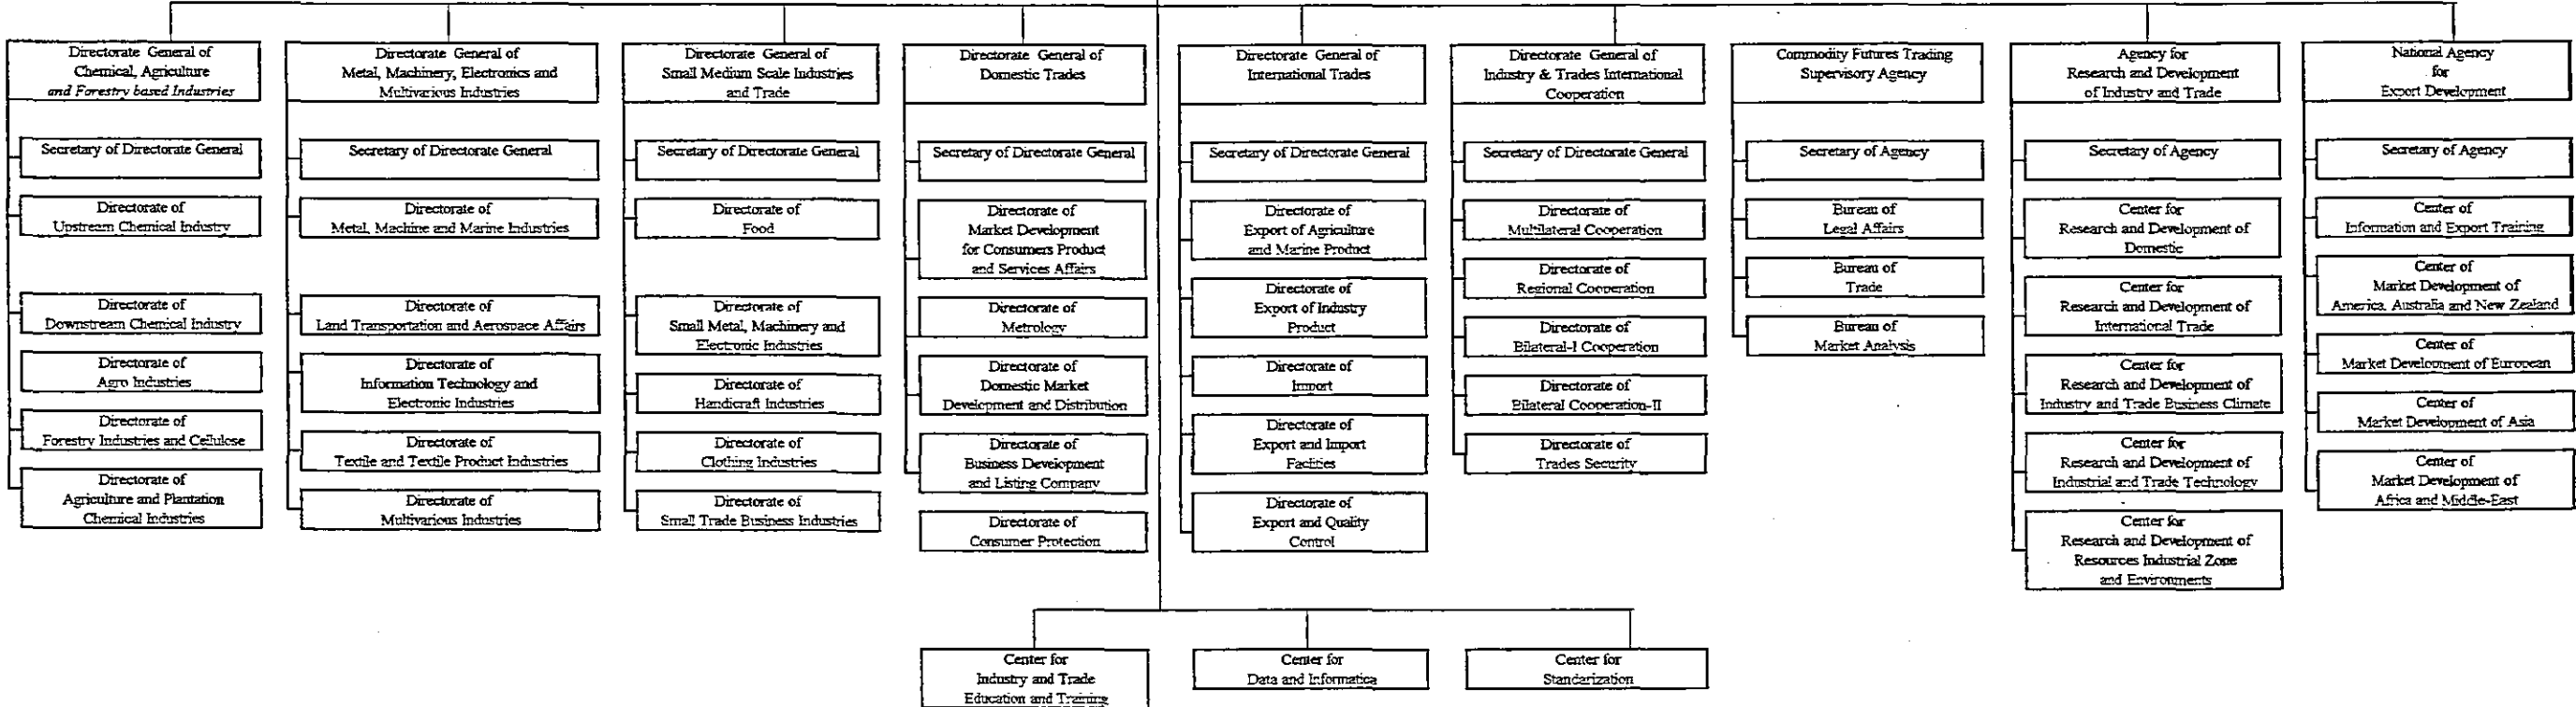 Directorate General of
Chemical, Agriculture
and Forestry based Industries
Secretary of Directorate General
Directorate of
Upstream Chemical Industry
Directorate of
Downstream Chemical Industry
Directorate of
Agro Industries
Directorate of
Forestry Industries and Cellulose
Directorate of
Agriculture and Plantation
Chemical Industries
Directorate General of
Metal, Machinery, Electronics and
Multivarious Industries
Secretary of Directorate General
Directorate of
Metal, Machine and Marine Industries
Directorate of
Land Transportation and Aerospace Affairs
Directorate of
Information Technology and
Electronic Industries
Directorate of
Textile and Textile Product Industries
Directorate of
Multivarious Industries
Directorate General of
Small Medium Scale Industries
and Trade
Secretary of Directorate General
Directorate of
Food
Directorate of
Small Metal, Machinery and
Electronic Industries
Directorate of
Handicraft Industries
Directorate of
Clothing Industries
Directorate of
Small Trade Business Industries
Directorate General of
Domestic Trades
Secretary of Directorate General
Directorate of
Market Development
for Consumers Product
and Services Affairs
Directorate of
Metrology
Directorate of
Domestic Market
Development and Distribution
Directorate of
Business Development
and Listing Company
Directorate of
Consumer Protection
Directorate General of
International Trades
Secretary of Directorate General
Directorate of
Export of Agriculture
and Marine Product
Directorate of
Export of Industry
Product
Directorate of
Import
Directorate of
Export and Import
Facilities
Directorate of
Export and Quality
Control
Directorate General of
Industry & Trades International
Cooperation
Secretary of Directorate General
Directorate of
Multilateral Cooperation
Directorate of
Regional Cooperation
Directorate of
Bilateral-I Cooperation
Directorate of
Bilateral Cooperation-II
Directorate of
Trades Security
Commodity Futures Trading
Supervisory Agency
Secretary of Agency
Bureau of
Legal Affairs
Bureau of
Trade
Bureau of
Market Analysis
Agency for
Research and Development
of Industry and Trade
Secretary of Agency
Center for
Research and Development of
Domestic
Center for
Research and Development of
International Trade
Center for
Research and Development of
Industry and Trade Business Climate
Center for
Research and Development of
Industrial and Trade Technology
Center for
Research and Development of
Resources Industrial Zone
and Environments
National Agency
for
Export Development
Secretary of Agency
Center of
Information and Export Training
Center of
Market Development of
America, Australia and New Zealand
Center of
Market Development of European
Center of
Market Development of Asia
Center of
Market Development of
Africa and Middle-East
Center for
Industry and Trade
Education and Training
Center for
Data and Informatica
Center for
Standarization